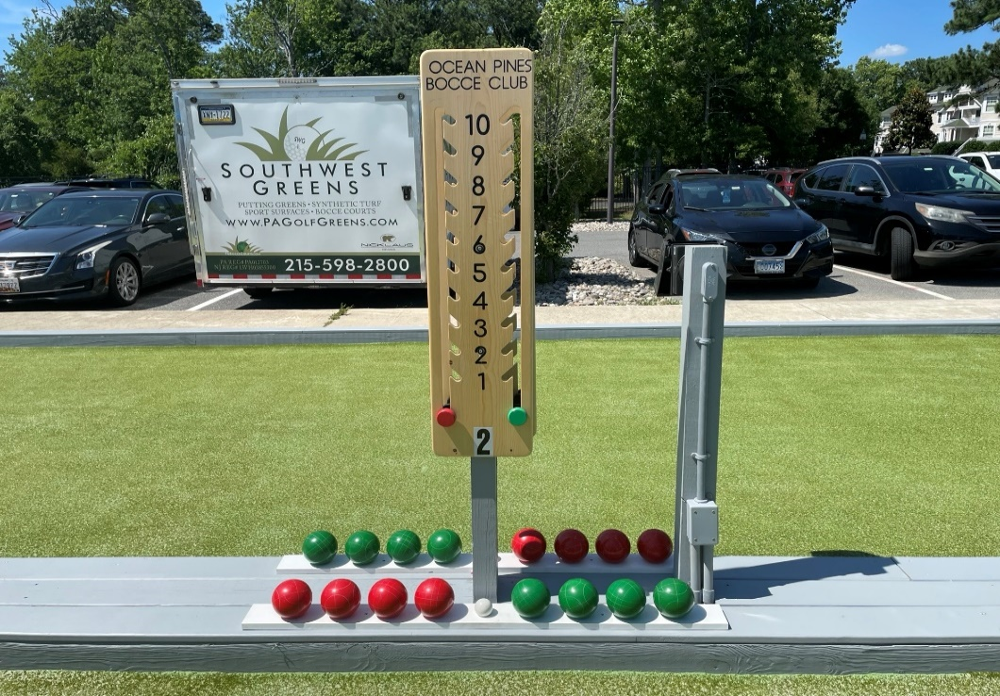 OCEAN PINES
BOCCE CLUB
10
9
8
7
6
5
4
3
2
1
2
SWG
SOUTHWEST
GREENS
PUTTING GREENS • SYNTHETIC TURF
SPORT SURFACES • BOCCE COURTS
WWW.PAGOLFGREENS.COM
NICKLAUS
215-598-2800